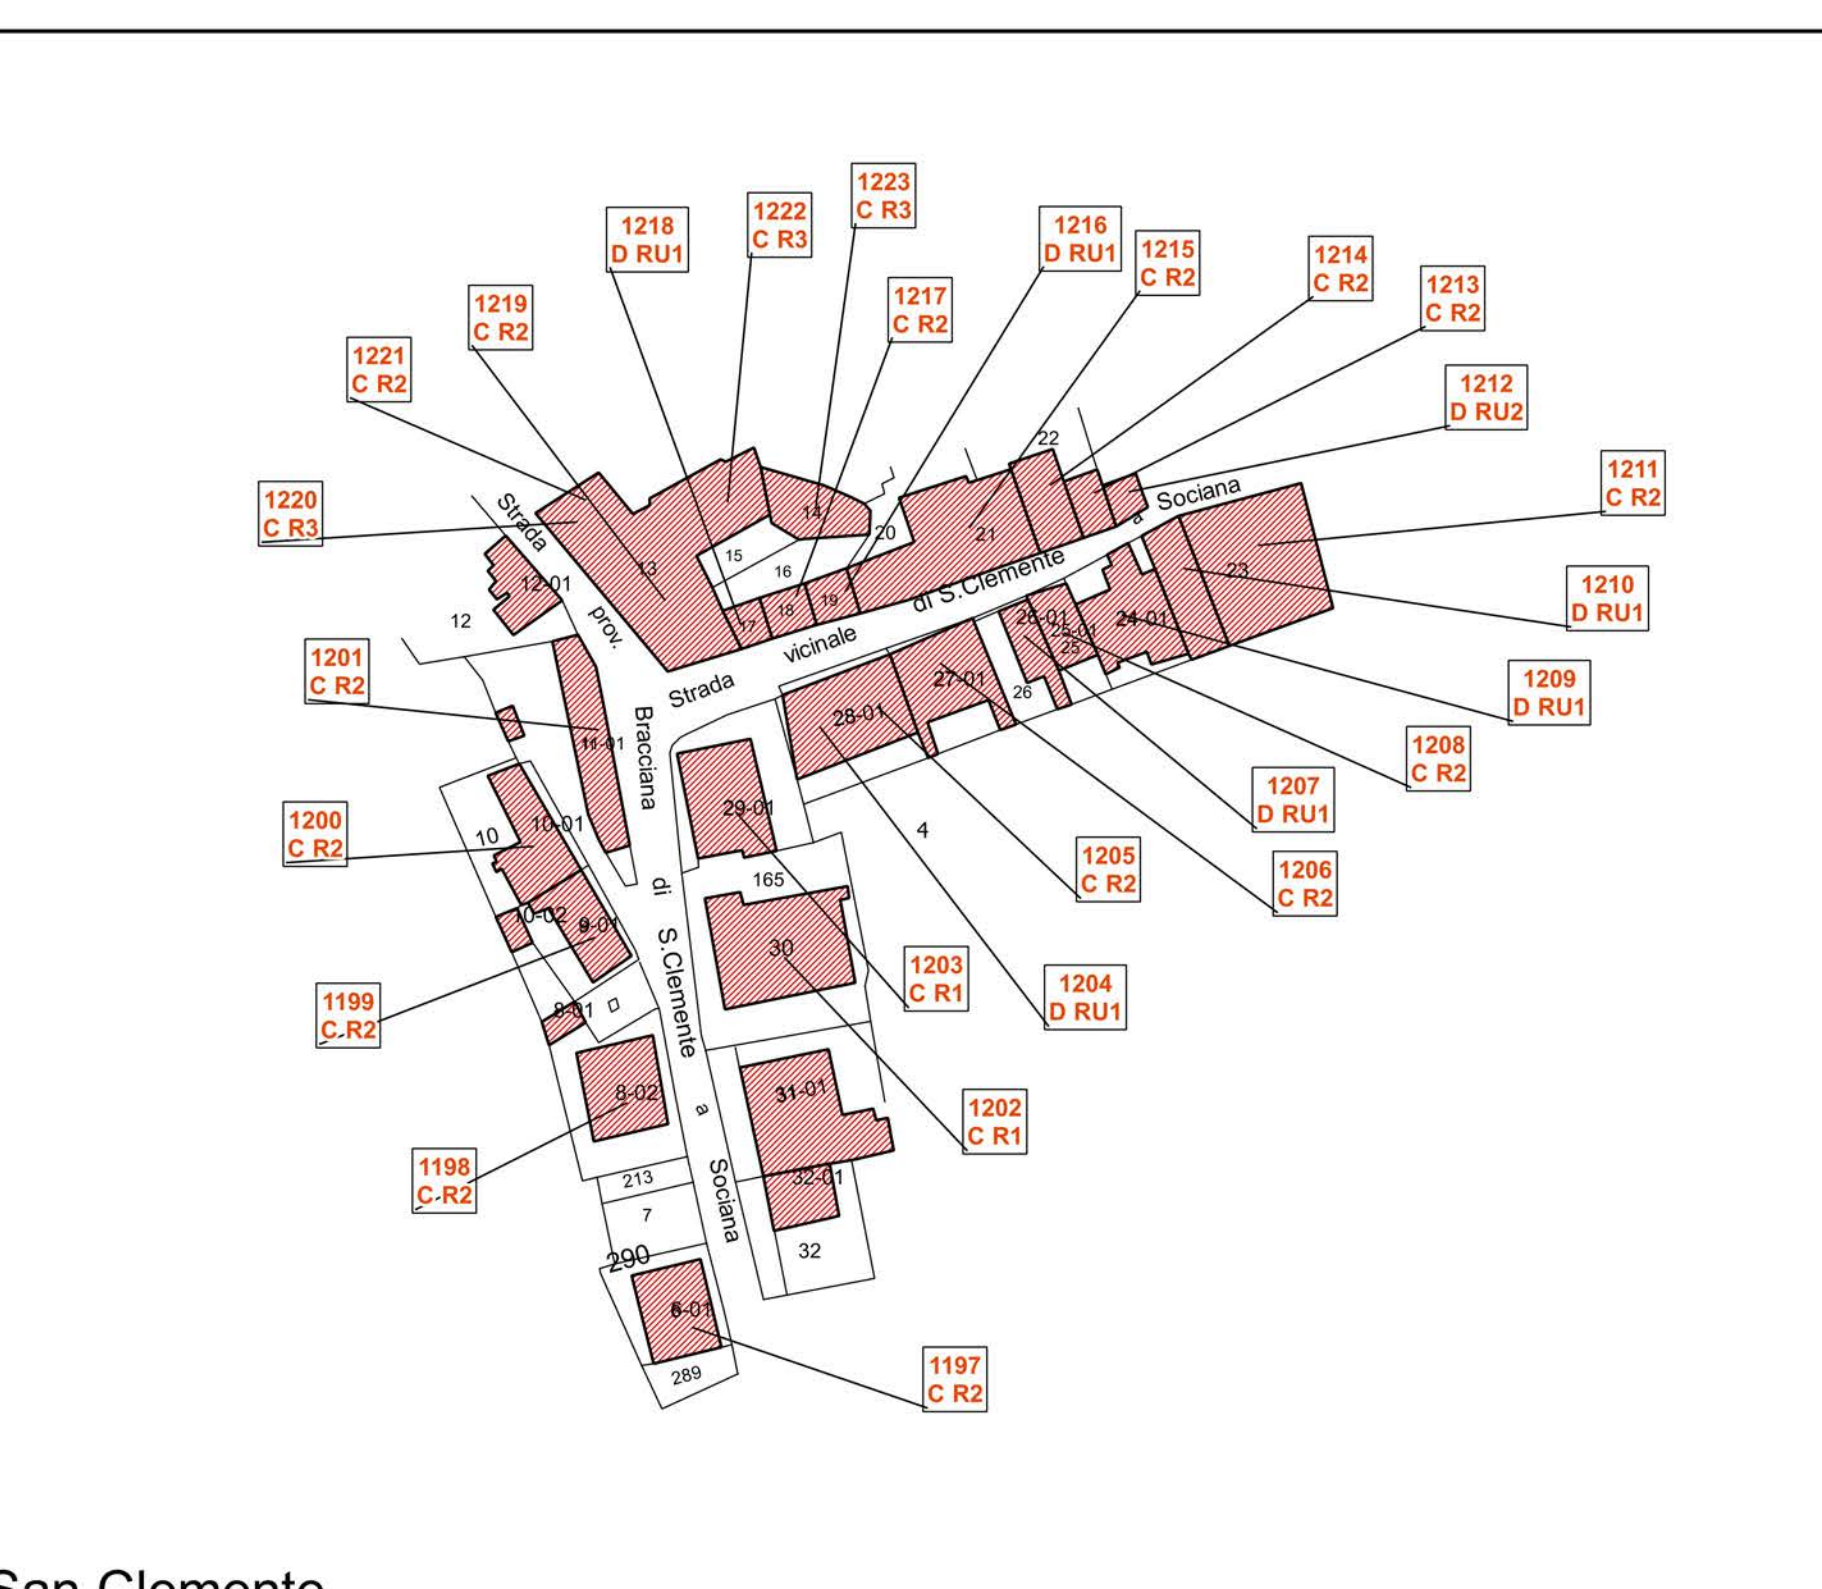 1223
C R3
1222
C R3
1218
D RU1
1216
D RU1
1215
C R2
1214
C R2
1213
C R2
1217
C R2
1219
C R2
1221
C R2
1212
D RU2
1220
C R3
1211
C R2
1210
D RU1
1209
D RU1
1208
C R2
1207
D RU1
1206
C R2
1205
C R2
1204
D RU1
1203
C R1
1202
C R1
1201
C R2
1200
C R2
1199
C R2
1198
C R2
1197
C R2
Strada
prov.
Bracciana
di
S.Clemente
a
Sociana
Strada
vicinale
di S.Clemente
a
Sociana
22
14
20
21
15
16
13
12-01
12
17
18
19
23
24-01
26-01
25-01
25
26
27-01
28-01
11-01
29-01
4
10
10-01
10-02
9-01
165
30
8-01
8-02
31-01
32-01
32
213
7
290
6-01
289
San Clemente